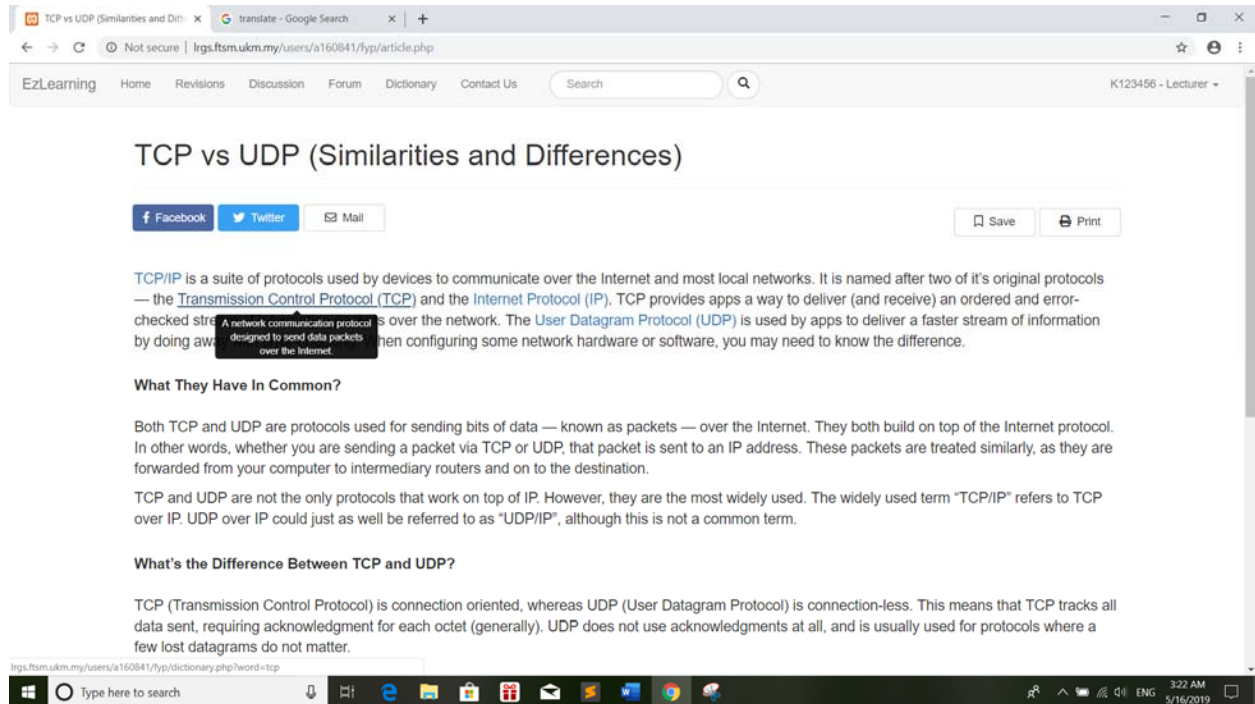 TCP vs UDP (Similarities and Diff
translate - Google Search
Not secure | lrgs.ftsm.ukm.my/users/a160841/fyp/article.php
EzLearning Home Revisions Discussion Forum Dictionary Contact Us Search K123456 - Lecturer
TCP vs UDP (Similarities and Differences)
Facebook Twitter Mail Save Print
TCP/IP is a suite of protocols used by devices to communicate over the Internet and most local networks. It is named after two of it's original protocols
— the Transmission Control Protocol (TCP) and the Internet Protocol (IP). TCP provides apps a way to deliver (and receive) an ordered and error-
checked stre s over the network. The User Datagram Protocol (UDP) is used by apps to deliver a faster stream of information
by doing aw hen configuring some network hardware or software, you may need to know the difference.
A network communication protocol
designed to send data packets
over the Internet.
What They Have In Common?
Both TCP and UDP are protocols used for sending bits of data — known as packets — over the Internet. They both build on top of the Internet protocol.
In other words, whether you are sending a packet via TCP or UDP, that packet is sent to an IP address. These packets are treated similarly, as they are
forwarded from your computer to intermediary routers and on to the destination.
TCP and UDP are not the only protocols that work on top of IP. However, they are the most widely used. The widely used term “TCP/IP” refers to TCP
over IP. UDP over IP could just as well be referred to as “UDP/IP”, although this is not a common term.
What's the Difference Between TCP and UDP?
TCP (Transmission Control Protocol) is connection oriented, whereas UDP (User Datagram Protocol) is connection-less. This means that TCP tracks all
data sent, requiring acknowledgment for each octet (generally). UDP does not use acknowledgments at all, and is usually used for protocols where a
few lost datagrams do not matter.
lrgs.ftsm.ukm.my/users/a160841/fyp/dictionary.php?word=tcp
Type here to search ENG 3:22 AM
5/16/2019